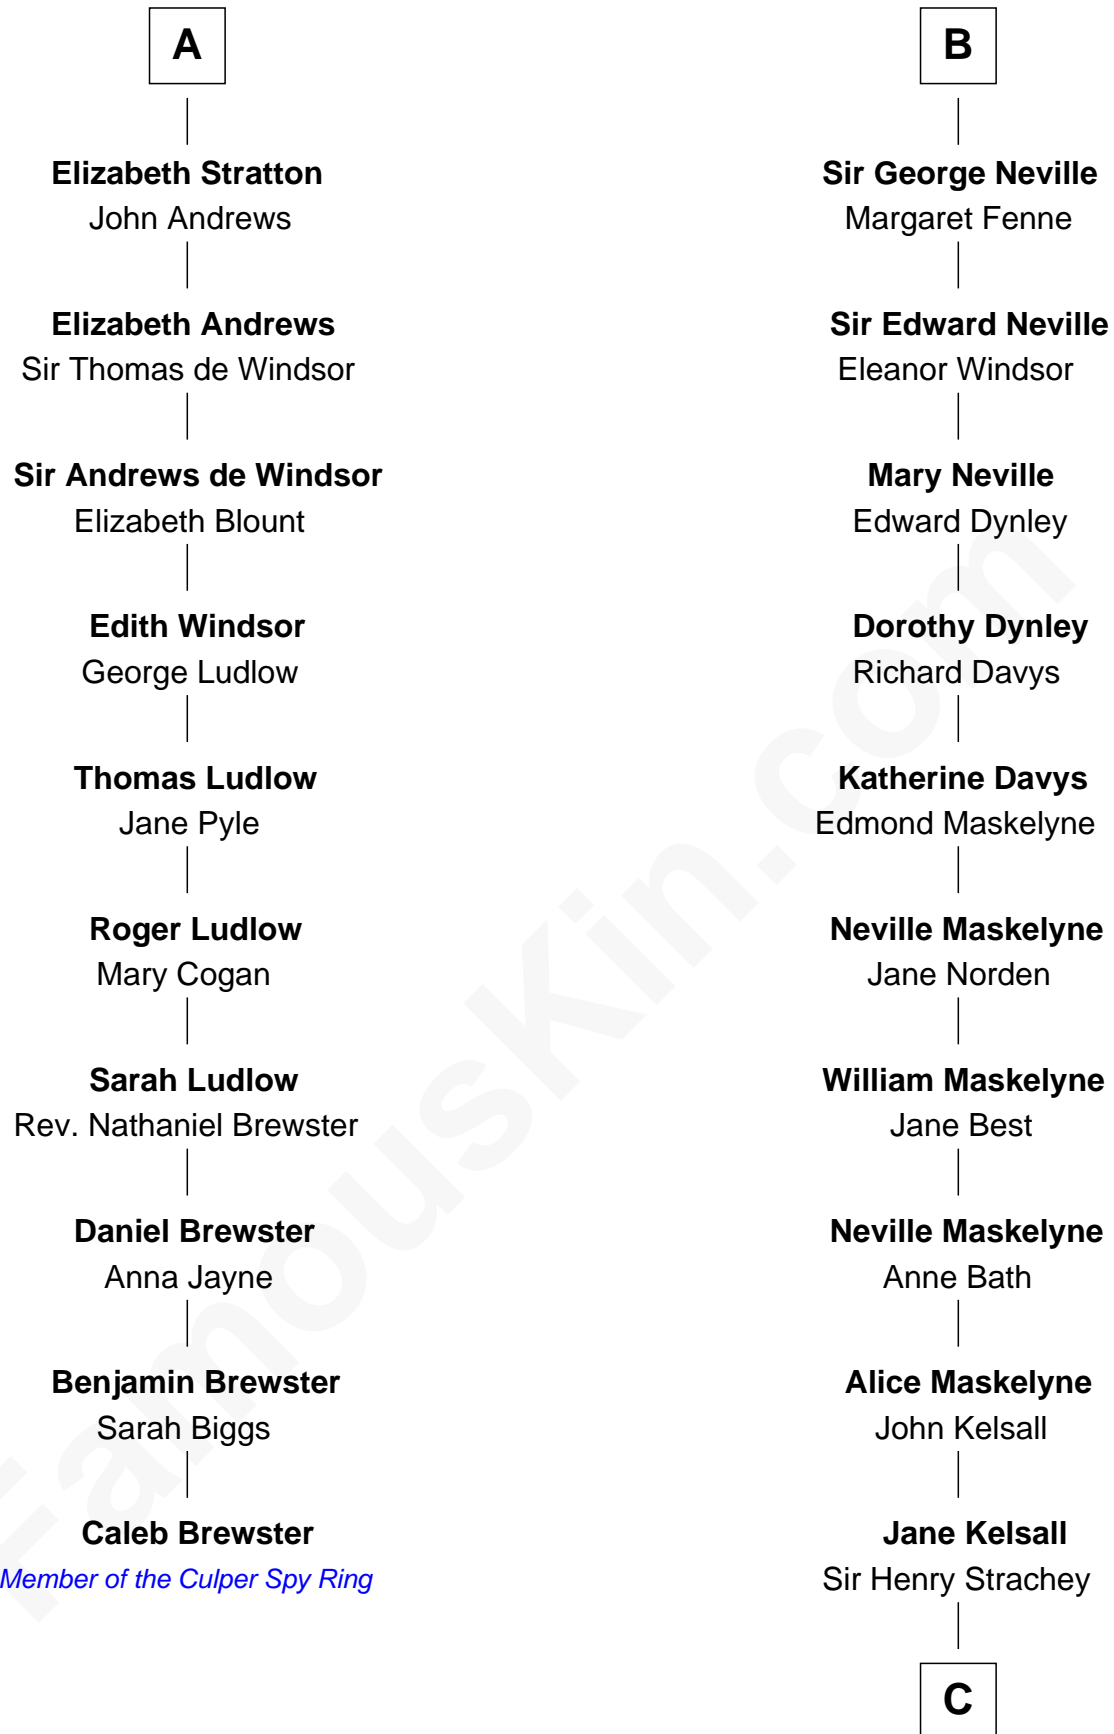 A
Elizabeth Stratton
John Andrews
Elizabeth Andrews
Sir Thomas de Windsor
Sir Andrews de Windsor
Elizabeth Blount
Edith Windsor
George Ludlow
Thomas Ludlow
Jane Pyle
Roger Ludlow
Mary Cogan
Sarah Ludlow
Rev. Nathaniel Brewster
Daniel Brewster
Anna Jayne
Benjamin Brewster
Sarah Biggs
Caleb Brewster
Member of the Culper Spy Ring
B
Sir George Neville
Margaret Fenne
Sir Edward Neville
Eleanor Windsor
Mary Neville
Edward Dynley
Dorothy Dynley
Richard Davys
Katherine Davys
Edmond Maskelyne
Neville Maskelyne
Jane Norden
William Maskelyne
Jane Best
Neville Maskelyne
Anne Bath
Alice Maskelyne
John Kelsall
Jane Kelsall
Sir Henry Strachey
C
FamousKin.com